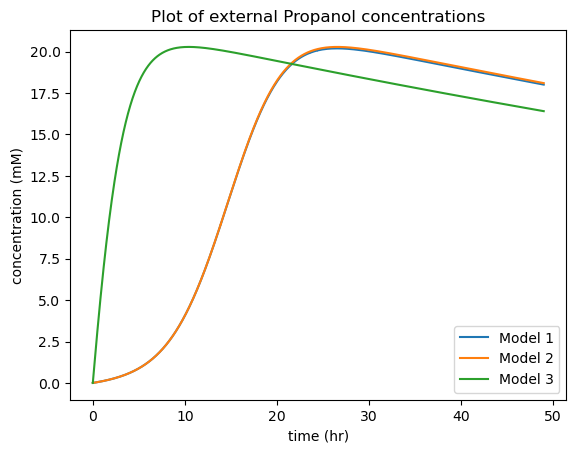 Plot of external Propanol concentrations
concentration (mM)
20.0
17.5
15.0
12.5
10.0
7.5
5.0
2.5
0.0
Model 1
Model 2
Model 3
0 10 20 30 40 50
time (hr)